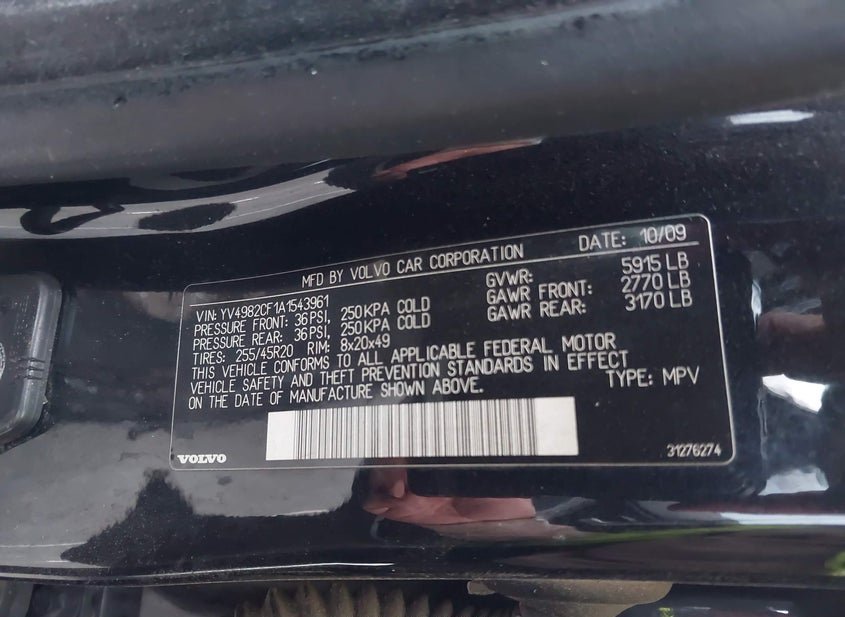 MFD BY VOLVO CAR CORPORATION DATE: 10/09
VIN: YV4982CF1A1543961 GVWR: 5915 LB
PRESSURE FRONT: 36PSI, 250KPA COLD GAWR FRONT: 2770 LB
PRESSURE REAR: 36PSI, 250KPA COLD GAWR REAR: 3170 LB
TIRES: 255/45R20 RIM: 8x20x49
THIS VEHICLE CONFORMS TO ALL APPLICABLE FEDERAL MOTOR
VEHICLE SAFETY AND THEFT PREVENTION STANDARDS IN EFFECT
ON THE DATE OF MANUFACTURE SHOWN ABOVE. TYPE: MPV
VOLVO 31276274